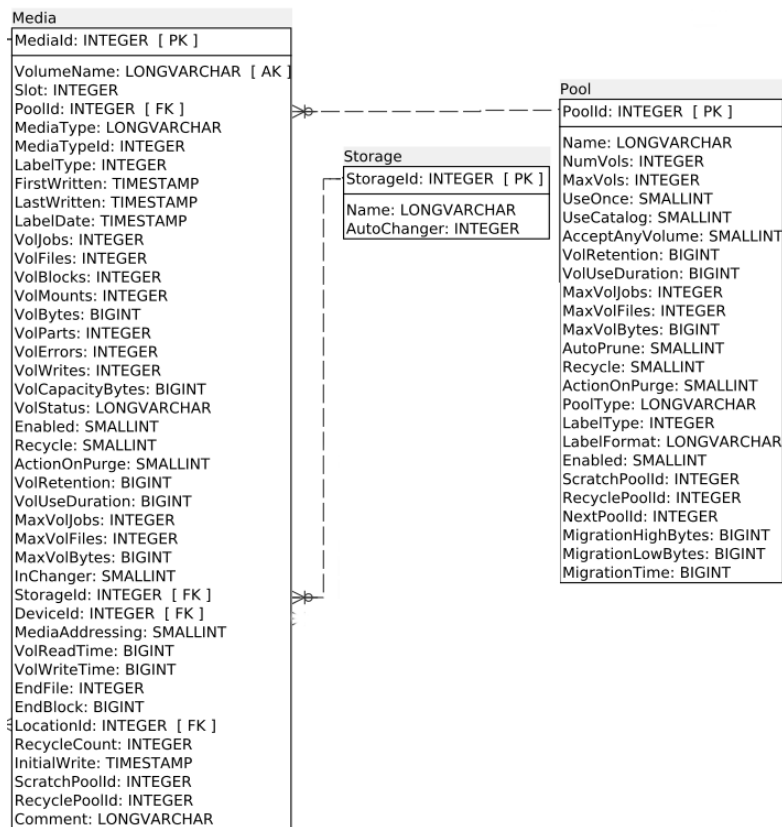 Media
MediaId: INTEGER [ PK ]
VolumeName: LONGVARCHAR [ AK ]
Slot: INTEGER
PoolId: INTEGER [ FK ]
MediaType: LONGVARCHAR
MediaTypeId: INTEGER
LabelType: INTEGER
FirstWritten: TIMESTAMP
LastWritten: TIMESTAMP
LabelDate: TIMESTAMP
VolJobs: INTEGER
VolFiles: INTEGER
VolBlocks: INTEGER
VolMounts: INTEGER
VolBytes: BIGINT
VolParts: INTEGER
VolErrors: INTEGER
VolWrites: INTEGER
VolCapacityBytes: BIGINT
VolStatus: LONGVARCHAR
Enabled: SMALLINT
Recycle: SMALLINT
ActionOnPurge: SMALLINT
VolRetention: BIGINT
VolUseDuration: BIGINT
MaxVolJobs: INTEGER
MaxVolFiles: INTEGER
MaxVolBytes: BIGINT
InChanger: SMALLINT
StorageId: INTEGER [ FK ]
DeviceId: INTEGER [ FK ]
MediaAddressing: SMALLINT
VolReadTime: BIGINT
VolWriteTime: BIGINT
EndFile: INTEGER
EndBlock: BIGINT
LocationId: INTEGER [ FK ]
RecycleCount: INTEGER
InitialWrite: TIMESTAMP
ScratchPoolId: INTEGER
RecyclePoolId: INTEGER
Comment: LONGVARCHAR
Storage
StorageId: INTEGER [ PK ]
Name: LONGVARCHAR
AutoChanger: INTEGER
Pool
PoolId: INTEGER [ PK ]
Name: LONGVARCHAR
NumVols: INTEGER
MaxVols: INTEGER
UseOnce: SMALLINT
UseCatalog: SMALLINT
AcceptAnyVolume: SMALLINT
VolRetention: BIGINT
VolUseDuration: BIGINT
MaxVolJobs: INTEGER
MaxVolFiles: INTEGER
MaxVolBytes: BIGINT
AutoPrune: SMALLINT
Recycle: SMALLINT
ActionOnPurge: SMALLINT
PoolType: LONGVARCHAR
LabelType: INTEGER
LabelFormat: LONGVARCHAR
Enabled: SMALLINT
ScratchPoolId: INTEGER
RecyclePoolId: INTEGER
NextPoolId: INTEGER
MigrationHighBytes: BIGINT
MigrationLowBytes: BIGINT
MigrationTime: BIGINT